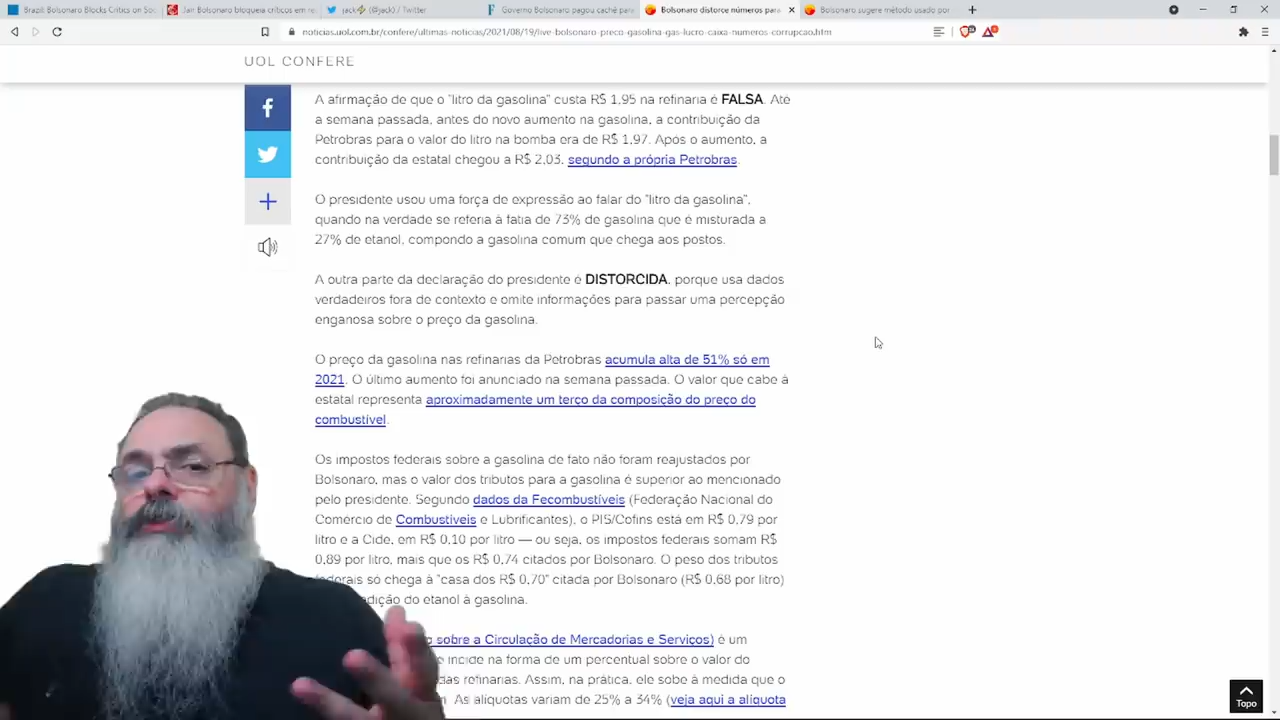 Brazil: Bolsonaro Blocks Critics on Soc
Jair Bolsonaro bloqueia críticos em re
jack⚡ (@jack) / Twitter
Governo Bolsonaro pagou cachê para
Bolsonaro distorce números para
Bolsonaro sugere método usado por
noticias.uol.com.br/confere/ultimas-noticias/2021/08/19/live-bolsonaro-preco-gasolina-gas-lucro-caixa-numeros-corrupcao.htm
UOL CONFERE
A afirmação de que o "litro da gasolina" custa R$ 1,95 na refinaria é FALSA. Até
a semana passada, antes do novo aumento na gasolina, a contribuição da
Petrobras para o valor do litro na bomba era de R$ 1,97. Após o aumento, a
contribuição da estatal chegou a R$ 2,03, segundo a própria Petrobras.
O presidente usou uma força de expressão ao falar do "litro da gasolina",
quando na verdade se referia à fatia de 73% de gasolina que é misturada a
27% de etanol, compondo a gasolina comum que chega aos postos.
A outra parte da declaração do presidente é DISTORCIDA, porque usa dados
verdadeiros fora de contexto e omite informações para passar uma percepção
enganosa sobre o preço da gasolina.
O preço da gasolina nas refinarias da Petrobras acumula alta de 51% só em
2021. O último aumento foi anunciado na semana passada. O valor que cabe à
estatal representa aproximadamente um terço da composição do preço do
combustível.
Os impostos federais sobre a gasolina de fato não foram reajustados por
Bolsonaro, mas o valor dos tributos para a gasolina é superior ao mencionado
pelo presidente. Segundo dados da Fecombustíveis (Federação Nacional do
Comércio de Combustíveis e Lubrificantes), o PIS/Cofins está em R$ 0,79 por
litro e a Cide, em R$ 0,10 por litro — ou seja, os impostos federais somam R$
0,89 por litro, mais que os R$ 0,74 citados por Bolsonaro. O peso dos tributos
federais só chega à "casa dos R$ 0,70" citada por Bolsonaro (R$ 0,68 por litro)
adição do etanol à gasolina.
sobre a Circulação de Mercadorias e Serviços) é um
incide na forma de um percentual sobre o valor do
das refinarias. Assim, na prática, ele sobe à medida que o
As alíquotas variam de 25% a 34% (veja aqui a alíquota
Topo